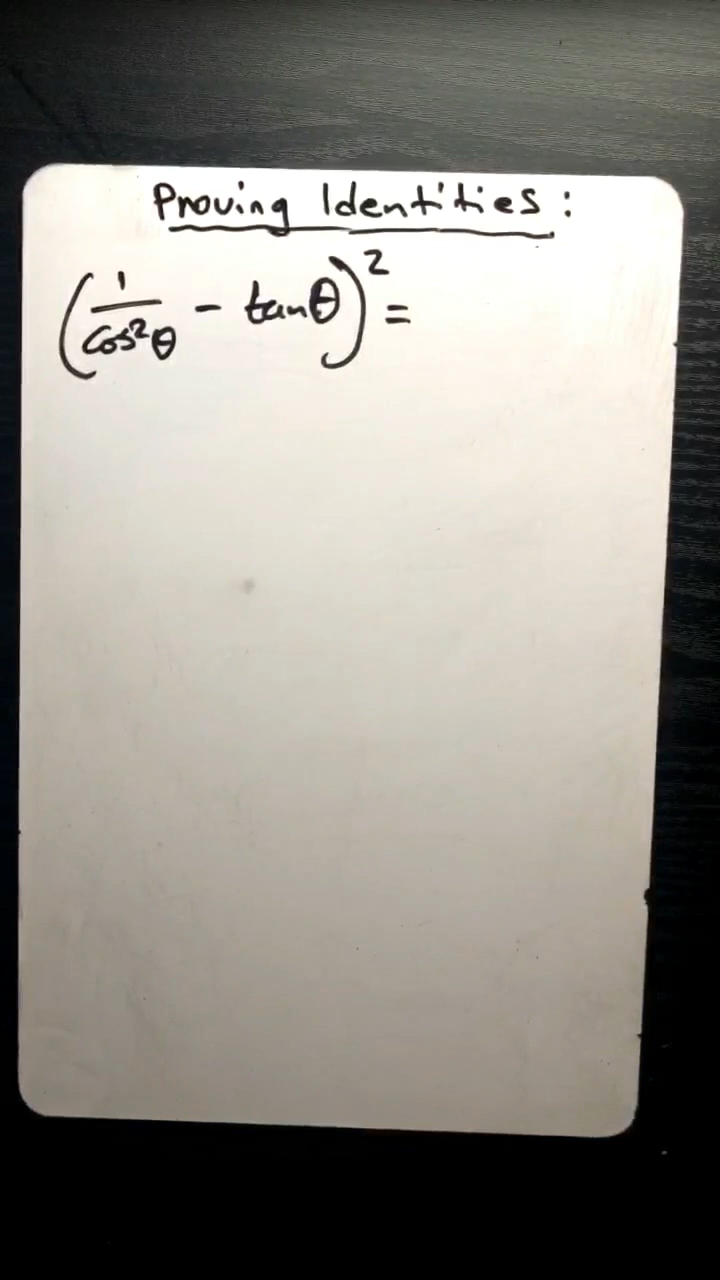 Proving Identities:
(1/cos²θ - tanθ)² =